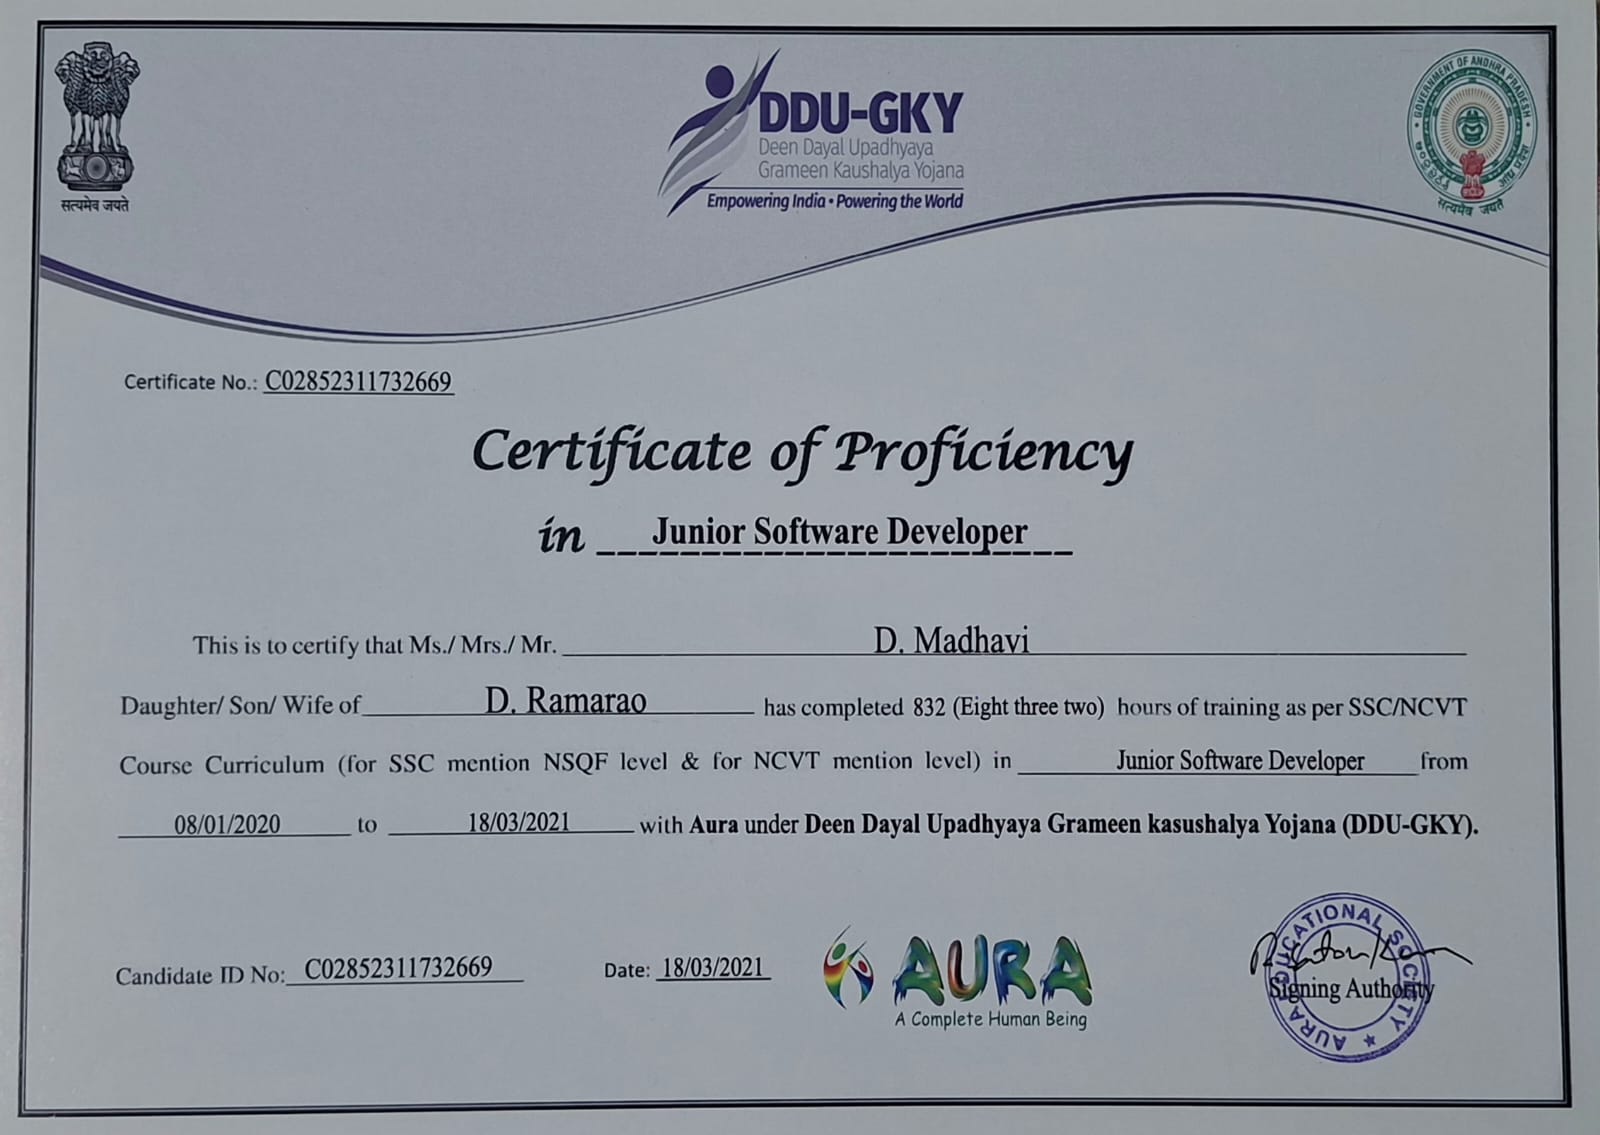 सत्यमेव जयते
DDU-GKY
Deen Dayal Upadhyaya
Grameen Kaushalya Yojana
Empowering India • Powering the World
GOVERNMENT OF ANDHRA PRADESH
सत्यमेव जयते
Certificate No.: C02852311732669
Certificate of Proficiency
in Junior Software Developer
This is to certify that Ms./ Mrs./ Mr. D. Madhavi
Daughter/ Son/ Wife of D. Ramarao has completed 832 (Eight three two) hours of training as per SSC/NCVT
Course Curriculum (for SSC mention NSQF level & for NCVT mention level) in Junior Software Developer from
08/01/2020 to 18/03/2021 with Aura under Deen Dayal Upadhyaya Grameen kasushalya Yojana (DDU-GKY).
Candidate ID No: C02852311732669
Date: 18/03/2021
AURA
A Complete Human Being
AURA EDUCATIONAL SOCIETY
Signing Authority